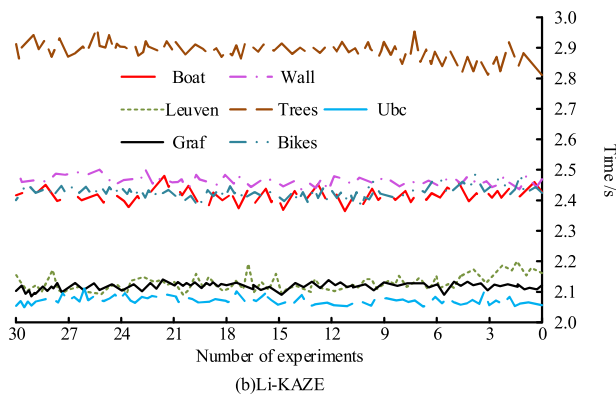 3.0
2.9
2.8
2.7
2.6
2.5
2.4
2.3
2.2
2.1
2.0
Time /s
Boat
Wall
Leuven
Trees
Ubc
Graf
Bikes
30 27 24 21 18 15 12 9 6 3 0
Number of experiments
(b)Li-KAZE